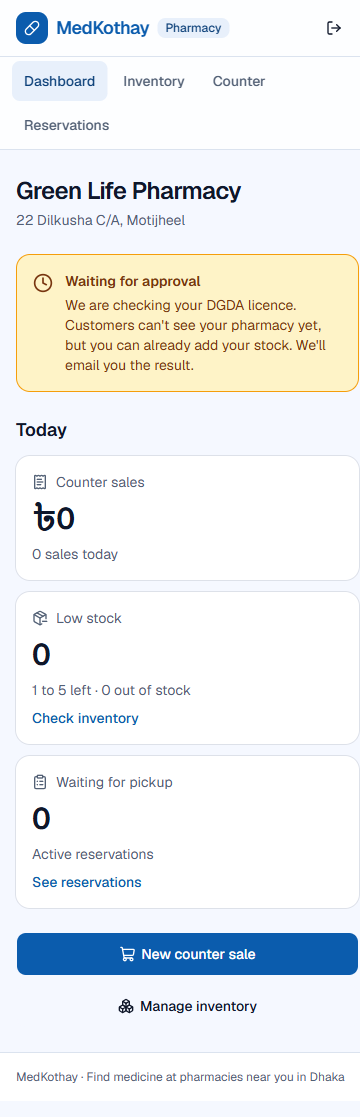 MedKothay Pharmacy
Dashboard Inventory Counter
Reservations
Green Life Pharmacy
22 Dilkusha C/A, Motijheel
Waiting for approval
We are checking your DGDA licence.
Customers can't see your pharmacy yet,
but you can already add your stock. We'll
email you the result.
Today
Counter sales
৳0
0 sales today
Low stock
0
1 to 5 left · 0 out of stock
Check inventory
Waiting for pickup
0
Active reservations
See reservations
New counter sale
Manage inventory
MedKothay · Find medicine at pharmacies near you in Dhaka